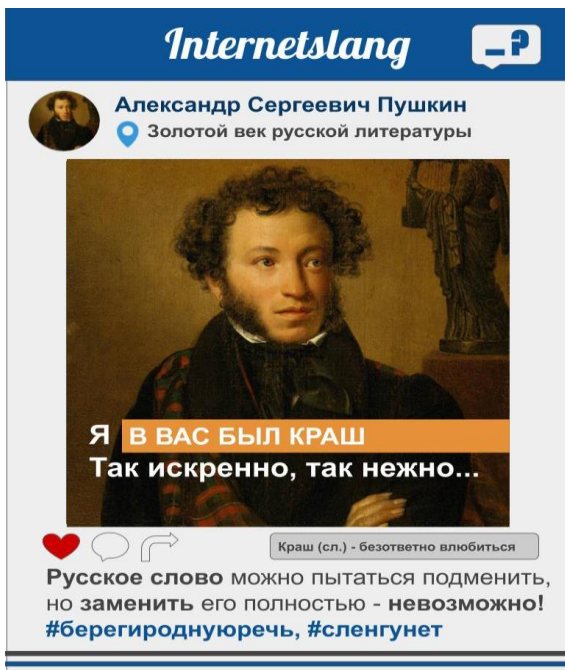 Internetslang
Александр Сергеевич Пушкин
Золотой век русской литературы
Я В ВАС БЫЛ КРАШ
Так искренно, так нежно...
Краш (сл.) - безответно влюбиться
Русское слово можно пытаться подменить,
но заменить его полностью - невозможно!
#берегироднуюречь, #сленгунет